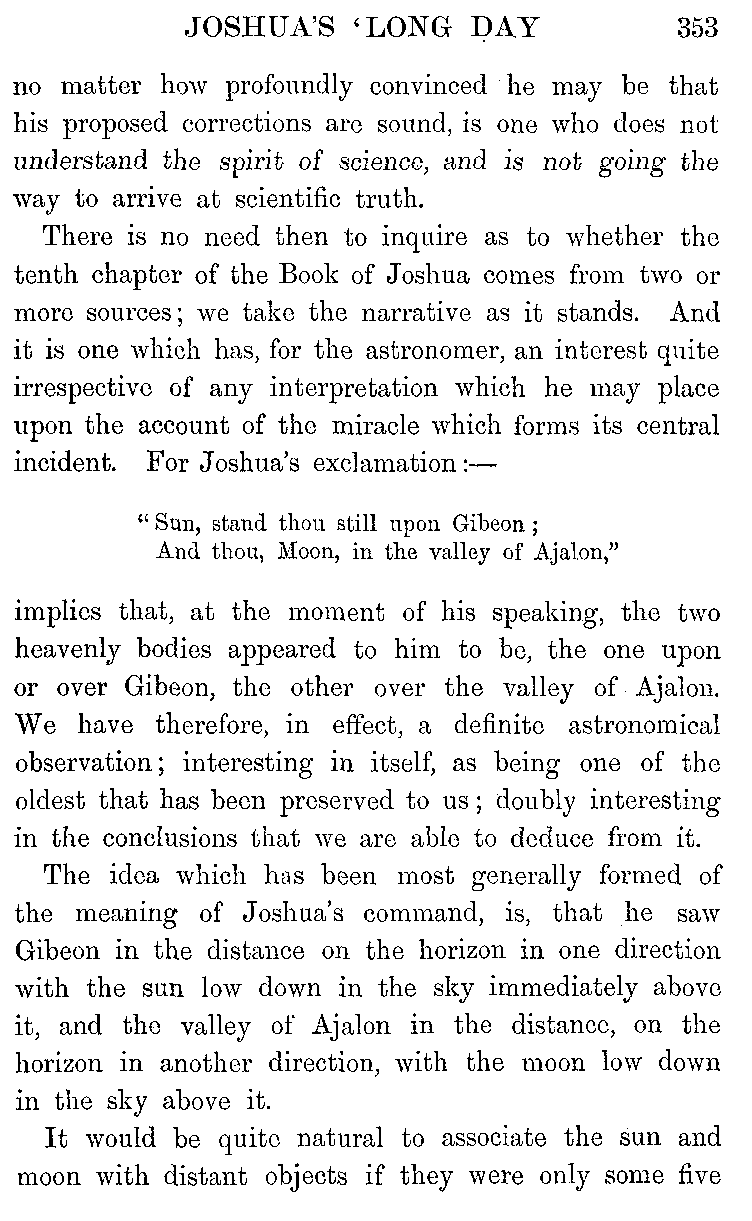 JOSHUA'S 'LONG DAY 353
no matter how profoundly convinced he may be that
his proposed corrections are sound, is one who does not
understand the spirit of science, and is not going the
way to arrive at scientific truth.
There is no need then to inquire as to whether the
tenth chapter of the Book of Joshua comes from two or
more sources; we take the narrative as it stands. And
it is one which has, for the astronomer, an interest quite
irrespective of any interpretation which he may place
upon the account of the miracle which forms its central
incident. For Joshua's exclamation:—
"Sun, stand thou still upon Gibeon;
And thou, Moon, in the valley of Ajalon,"
implies that, at the moment of his speaking, the two
heavenly bodies appeared to him to be, the one upon
or over Gibeon, the other over the valley of Ajalon.
We have therefore, in effect, a definite astronomical
observation; interesting in itself, as being one of the
oldest that has been preserved to us; doubly interesting
in the conclusions that we are able to deduce from it.
The idea which has been most generally formed of
the meaning of Joshua's command, is, that he saw
Gibeon in the distance on the horizon in one direction
with the sun low down in the sky immediately above
it, and the valley of Ajalon in the distance, on the
horizon in another direction, with the moon low down
in the sky above it.
It would be quite natural to associate the sun and
moon with distant objects if they were only some five